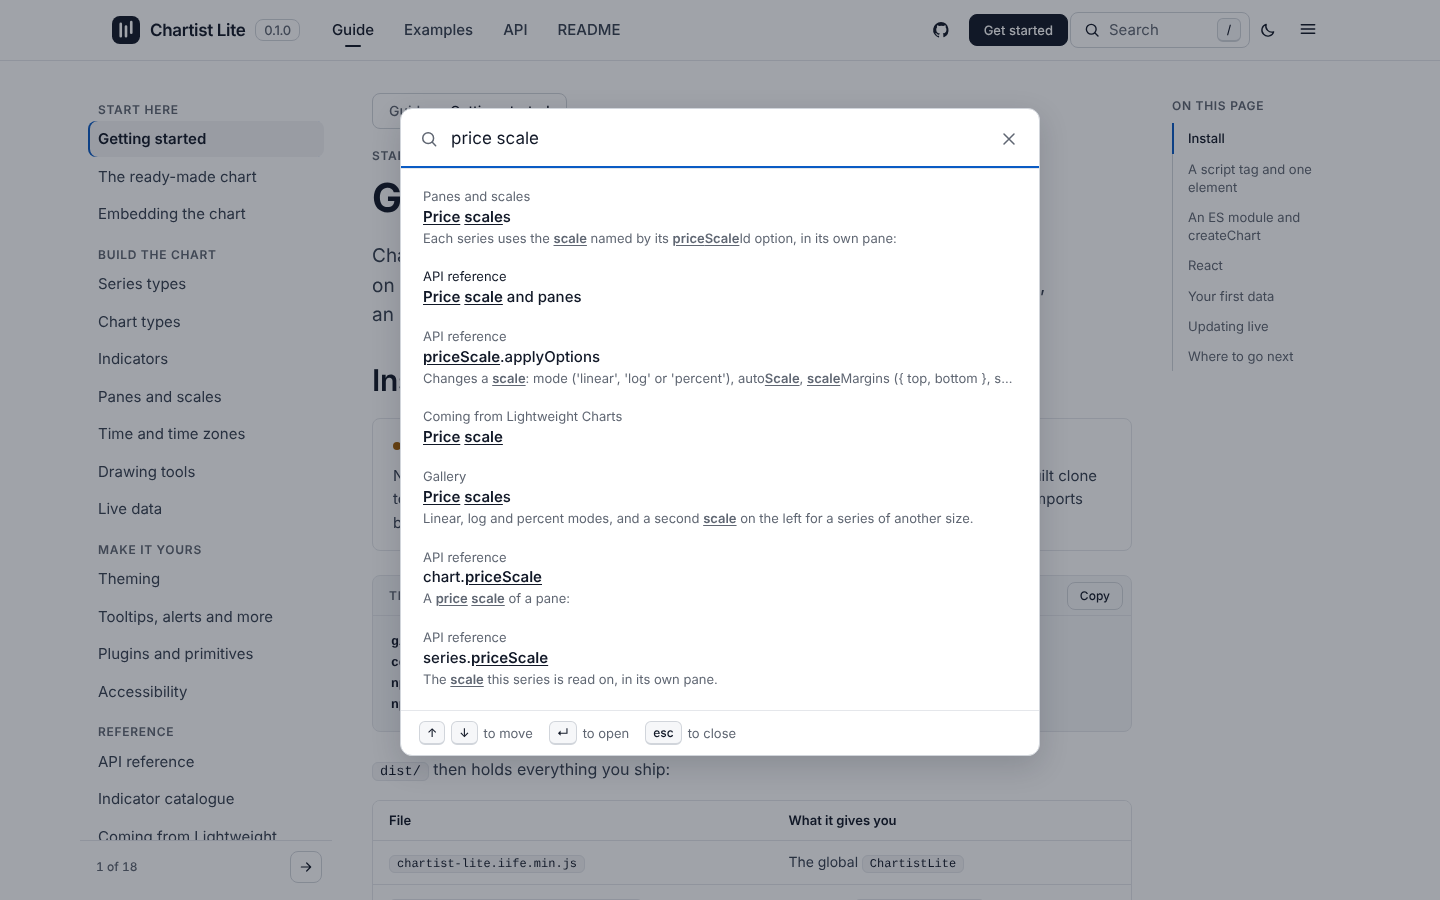 Chartist Lite 0.1.0 Guide Examples API README Get started Search /
START HERE
Getting started
The ready-made chart
Embedding the chart
BUILD THE CHART
Series types
Chart types
Indicators
Panes and scales
Time and time zones
Drawing tools
Live data
MAKE IT YOURS
Theming
Tooltips, alerts and more
Plugins and primitives
Accessibility
REFERENCE
API reference
Indicator catalogue
Coming from Lightweight
1 of 18
price scale
Panes and scales
Price scales
Each series uses the scale named by its priceScaleId option, in its own pane:
API reference
Price scale and panes
API reference
priceScale.applyOptions
Changes a scale: mode ('linear', 'log' or 'percent'), autoScale, scaleMargins ({ top, bottom }, s...
Coming from Lightweight Charts
Price scale
Gallery
Price scales
Linear, log and percent modes, and a second scale on the left for a series of another size.
API reference
chart.priceScale
A price scale of a pane:
API reference
series.priceScale
The scale this series is read on, in its own pane.
↑ ↓ to move ↵ to open esc to close
on
an
clone
Copy
dist/ then holds everything you ship:
File What it gives you
chartist-lite.iife.min.js The global ChartistLite
ON THIS PAGE
Install
A script tag and one
element
An ES module and
createChart
React
Your first data
Updating live
Where to go next